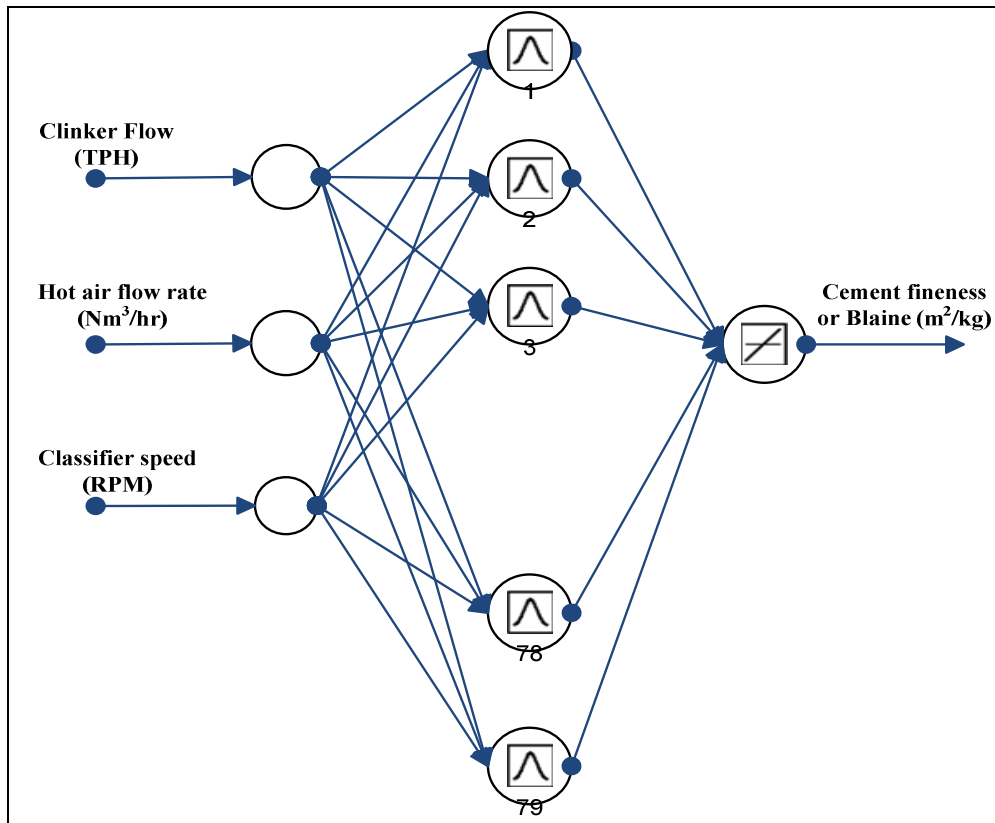 1
Clinker Flow
(TPH)
2
Hot air flow rate
(Nm³/hr)
3
Cement fineness
or Blaine (m²/kg)
Classifier speed
(RPM)
78
79